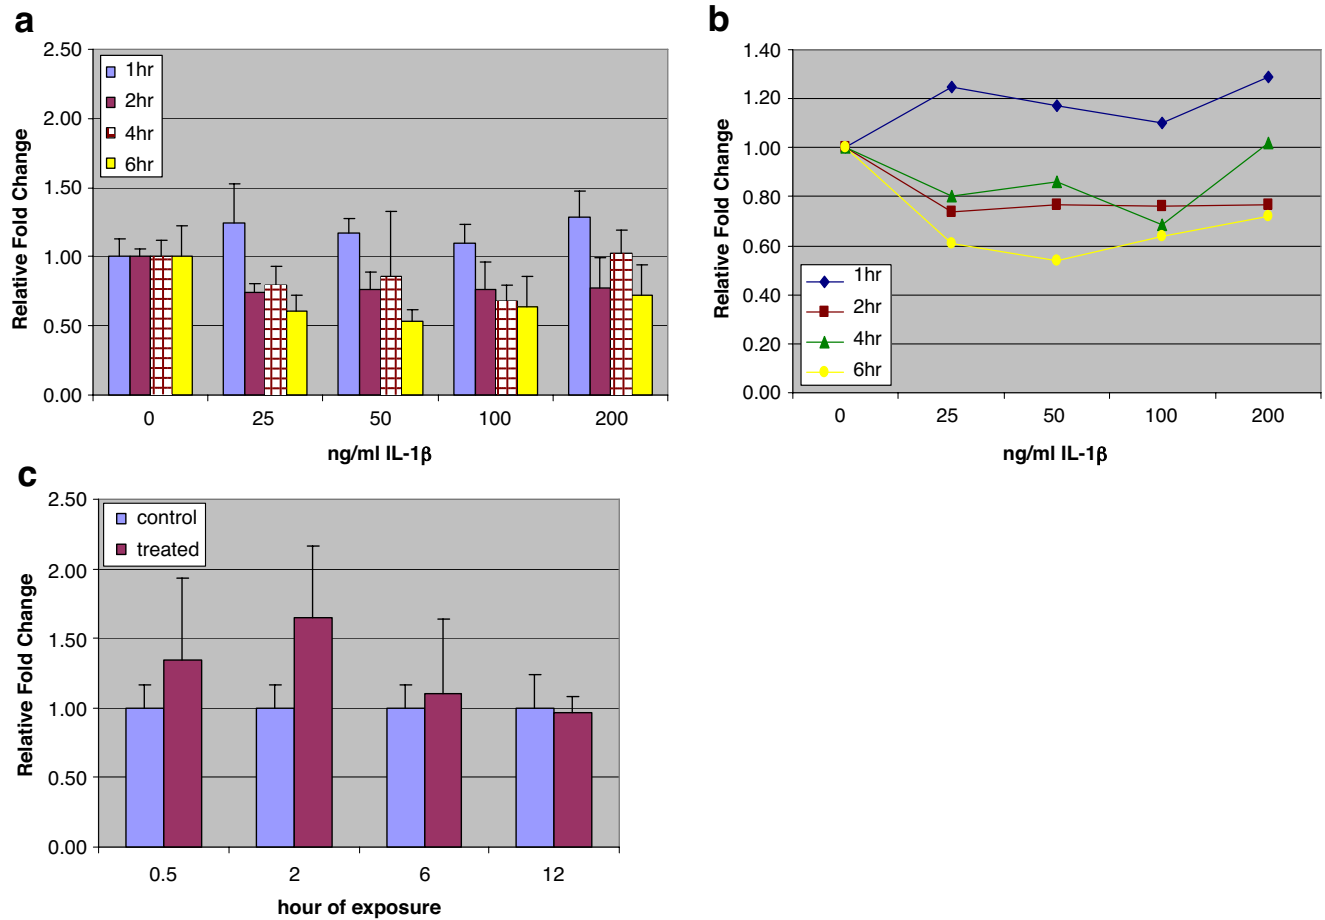 a
2.50
2.00
1.50
1.00
0.50
0.00
Relative Fold Change
1hr
2hr
4hr
6hr
0 25 50 100 200
ng/ml IL-1β
b
1.40
1.20
1.00
0.80
0.60
0.40
0.20
0.00
Relative Fold Change
1hr
2hr
4hr
6hr
0 25 50 100 200
ng/ml IL-1β
c
2.50
2.00
1.50
1.00
0.50
0.00
Relative Fold Change
control
treated
0.5 2 6 12
hour of exposure